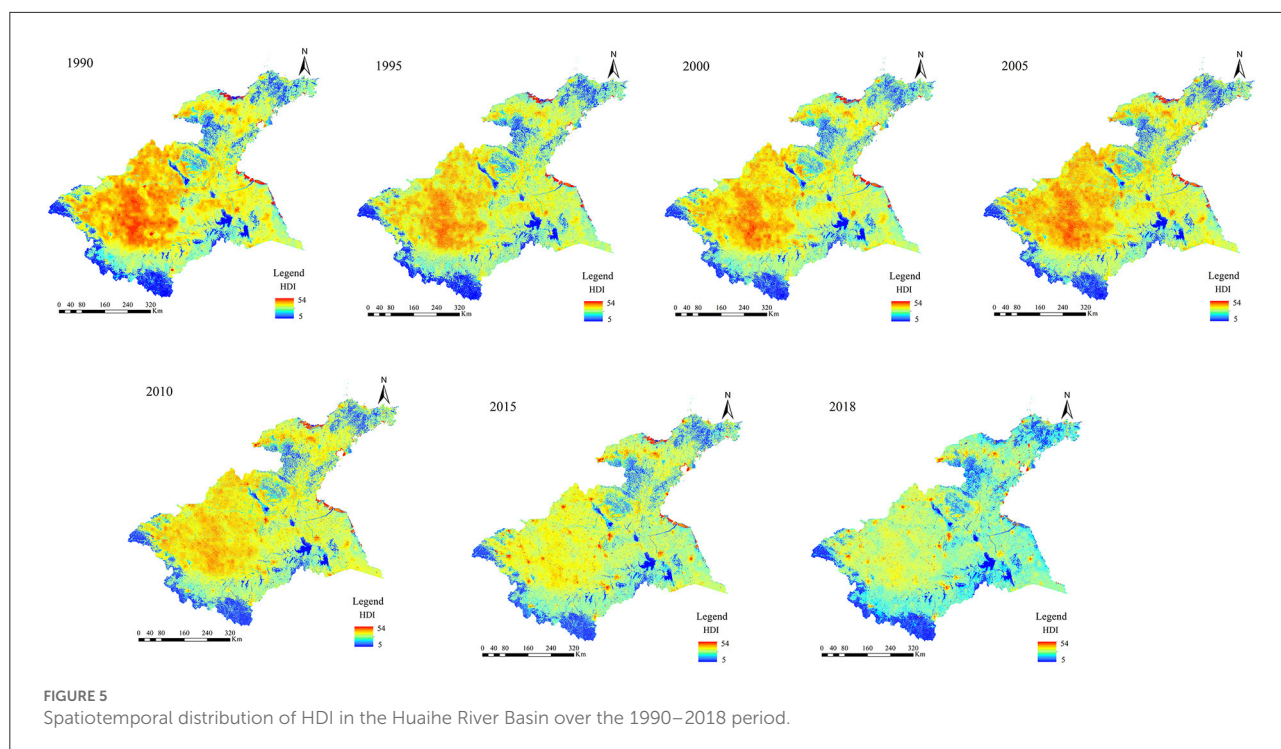 1990
N
Legend
HDI
54
5
0 40 80 160 240 320
Km
1995
N
Legend
HDI
54
5
0 40 80 160 240 320
Km
2000
N
Legend
HDI
54
5
0 40 80 160 240 320
Km
2005
N
Legend
HDI
54
5
0 40 80 160 240 320
Km
2010
N
Legend
HDI
54
5
0 40 80 160 240 320
Km
2015
N
Legend
HDI
54
5
0 40 80 160 240 320
Km
2018
N
Legend
HDI
54
5
0 40 80 160 240 320
Km
FIGURE 5
Spatiotemporal distribution of HDI in the Huaihe River Basin over the 1990–2018 period.